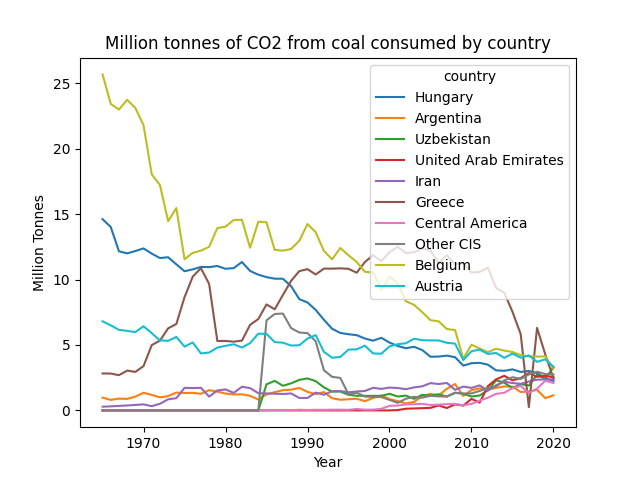 Million tonnes of CO2 from coal consumed by country
country
Hungary
Argentina
Uzbekistan
United Arab Emirates
Iran
Greece
Central America
Other CIS
Belgium
Austria
Million Tonnes
25
20
15
10
5
0
1970 1980 1990 2000 2010 2020
Year